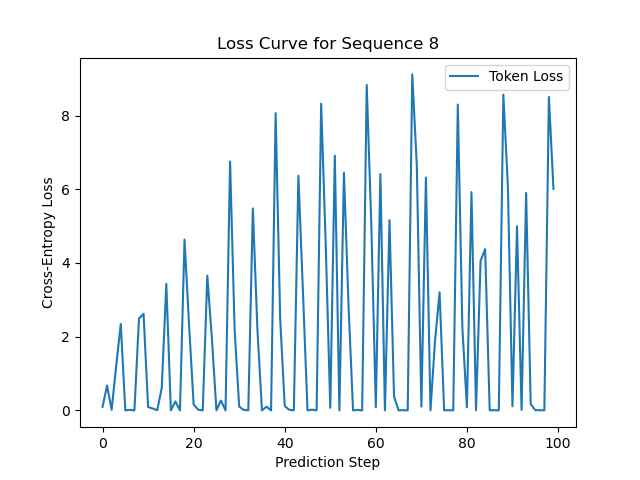 Loss Curve for Sequence 8
Token Loss
Cross-Entropy Loss
8
6
4
2
0
0 20 40 60 80 100
Prediction Step